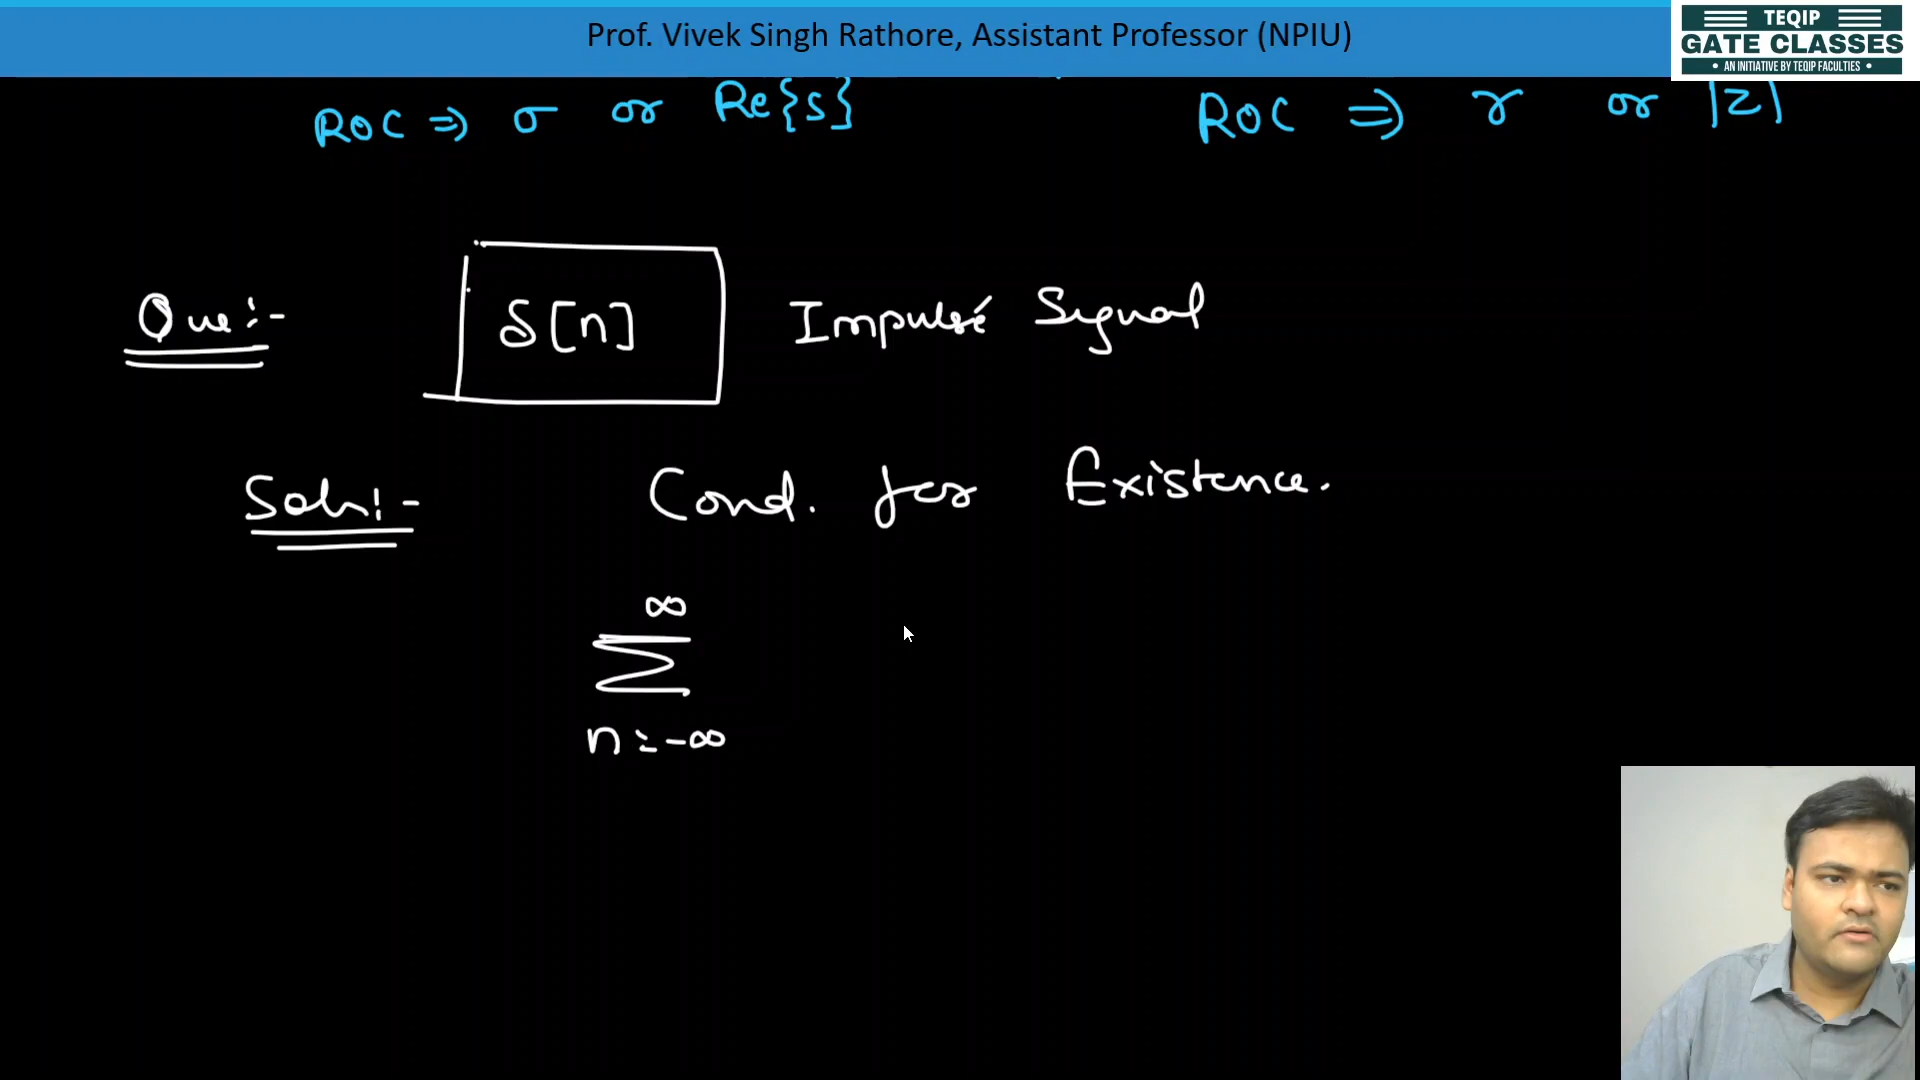 Prof. Vivek Singh Rathore, Assistant Professor (NPIU)
TEQIP
GATE CLASSES
• AN INITIATIVE BY TEQIP FACULTIES •
ROC ⇒ σ or Re{s}
ROC ⇒ r or |z|
Que:- δ[n] Impulse Signal
Soln:- Cond. for Existence.
∞
Σ
n=-∞